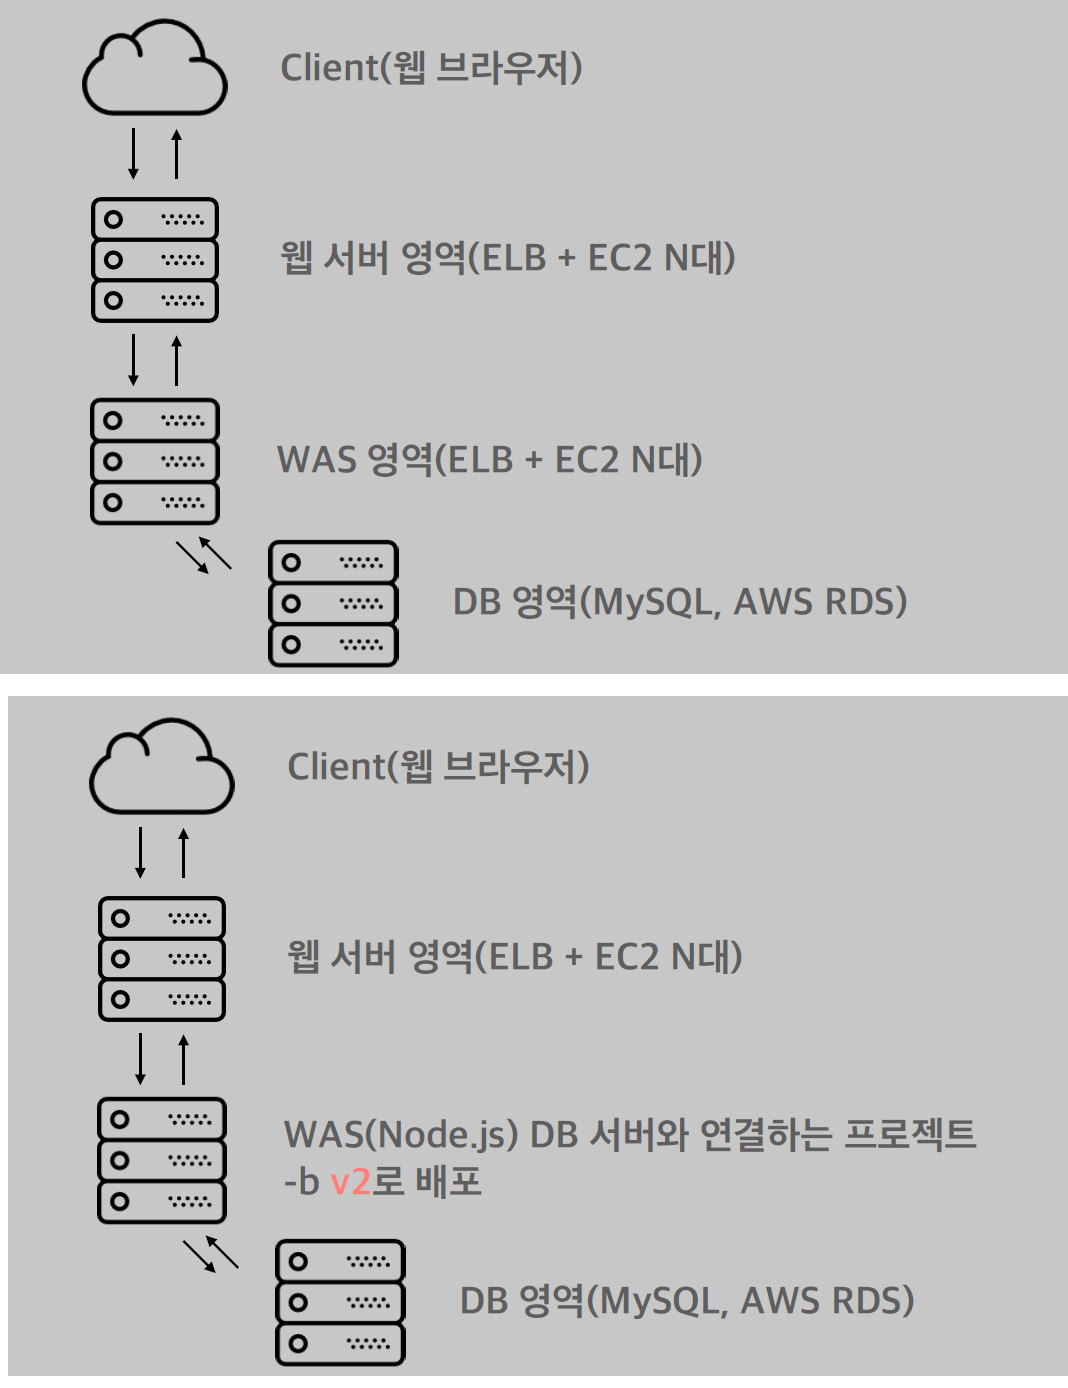 Client(웹 브라우저)
웹 서버 영역(ELB + EC2 N대)
WAS 영역(ELB + EC2 N대)
DB 영역(MySQL, AWS RDS)
Client(웹 브라우저)
웹 서버 영역(ELB + EC2 N대)
WAS(Node.js) DB 서버와 연결하는 프로젝트
-b v2로 배포
DB 영역(MySQL, AWS RDS)